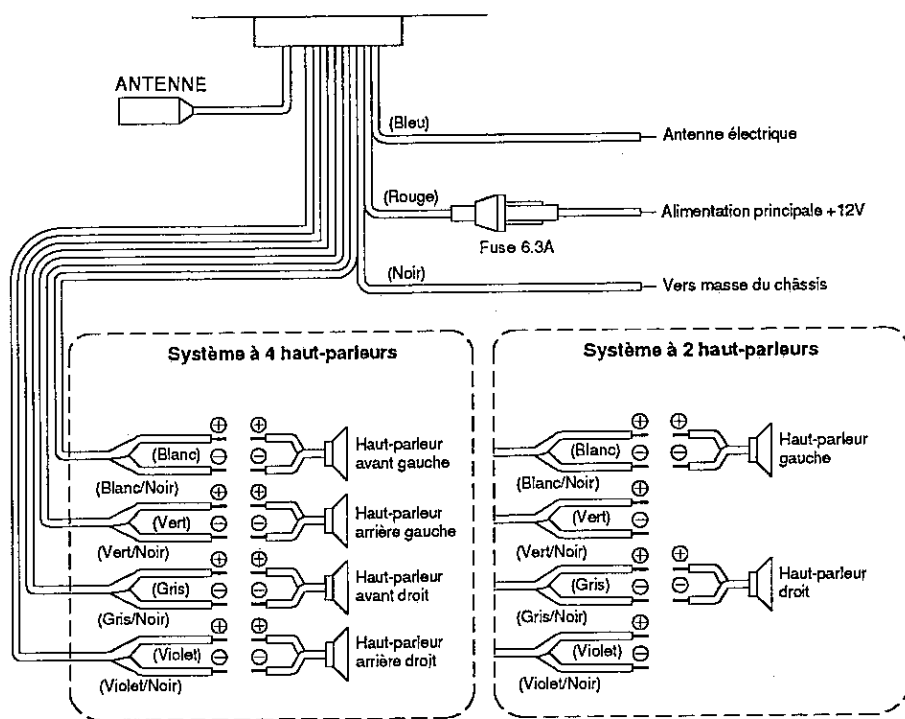 ANTENNE
(Bleu)
Antenne électrique
(Rouge)
Alimentation principale +12V
Fuse 6.3A
(Noir)
Vers masse du châssis
Système à 4 haut-parleurs
⊕ ⊕
(Blanc) ⊖ ⊖
(Blanc/Noir)
Haut-parleur
avant gauche
⊕ ⊕
(Vert) ⊖ ⊖
(Vert/Noir)
Haut-parleur
arrière gauche
⊕ ⊕
(Gris) ⊖ ⊖
(Gris/Noir)
Haut-parleur
avant droit
⊕ ⊕
(Violet) ⊖ ⊖
(Violet/Noir)
Haut-parleur
arrière droit
Système à 2 haut-parleurs
⊕ ⊕
(Blanc) ⊖ ⊖
(Blanc/Noir)
Haut-parleur
gauche
⊕
(Vert) ⊖
(Vert/Noir)
⊕ ⊕
(Gris) ⊖ ⊖
(Gris/Noir)
Haut-parleur
droit
⊕
(Violet) ⊖
(Violet/Noir)